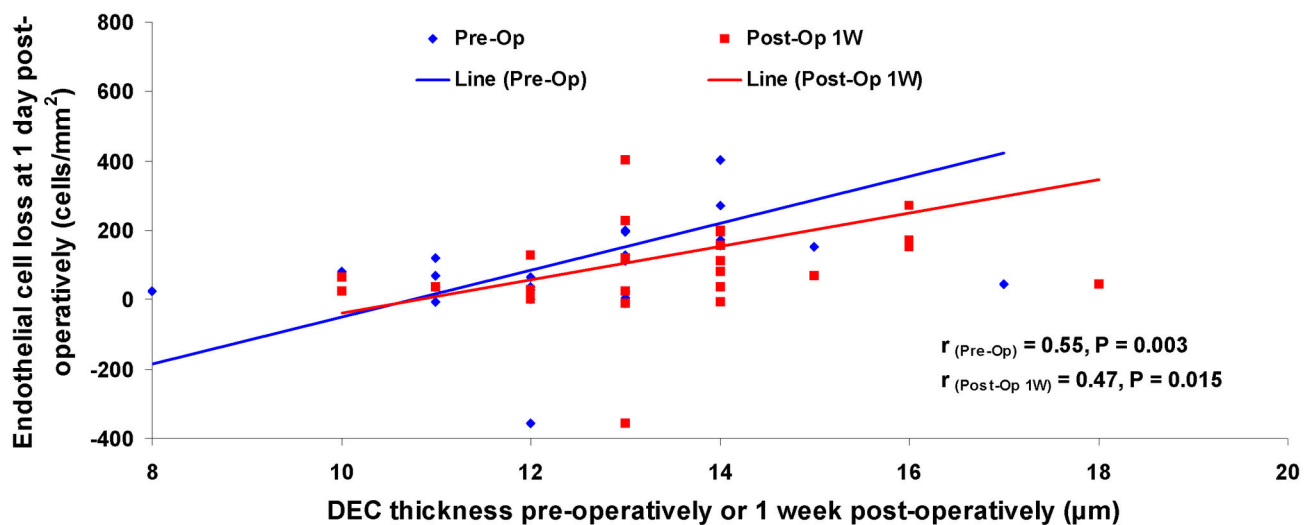 Endothelial cell loss at 1 day post-
operatively (cells/mm²)
800
600
400
200
0
-200
-400
Pre-Op
Post-Op 1W
Line (Pre-Op)
Line (Post-Op 1W)
r (Pre-Op) = 0.55, P = 0.003
r (Post-Op 1W) = 0.47, P = 0.015
8 10 12 14 16 18 20
DEC thickness pre-operatively or 1 week post-operatively (µm)